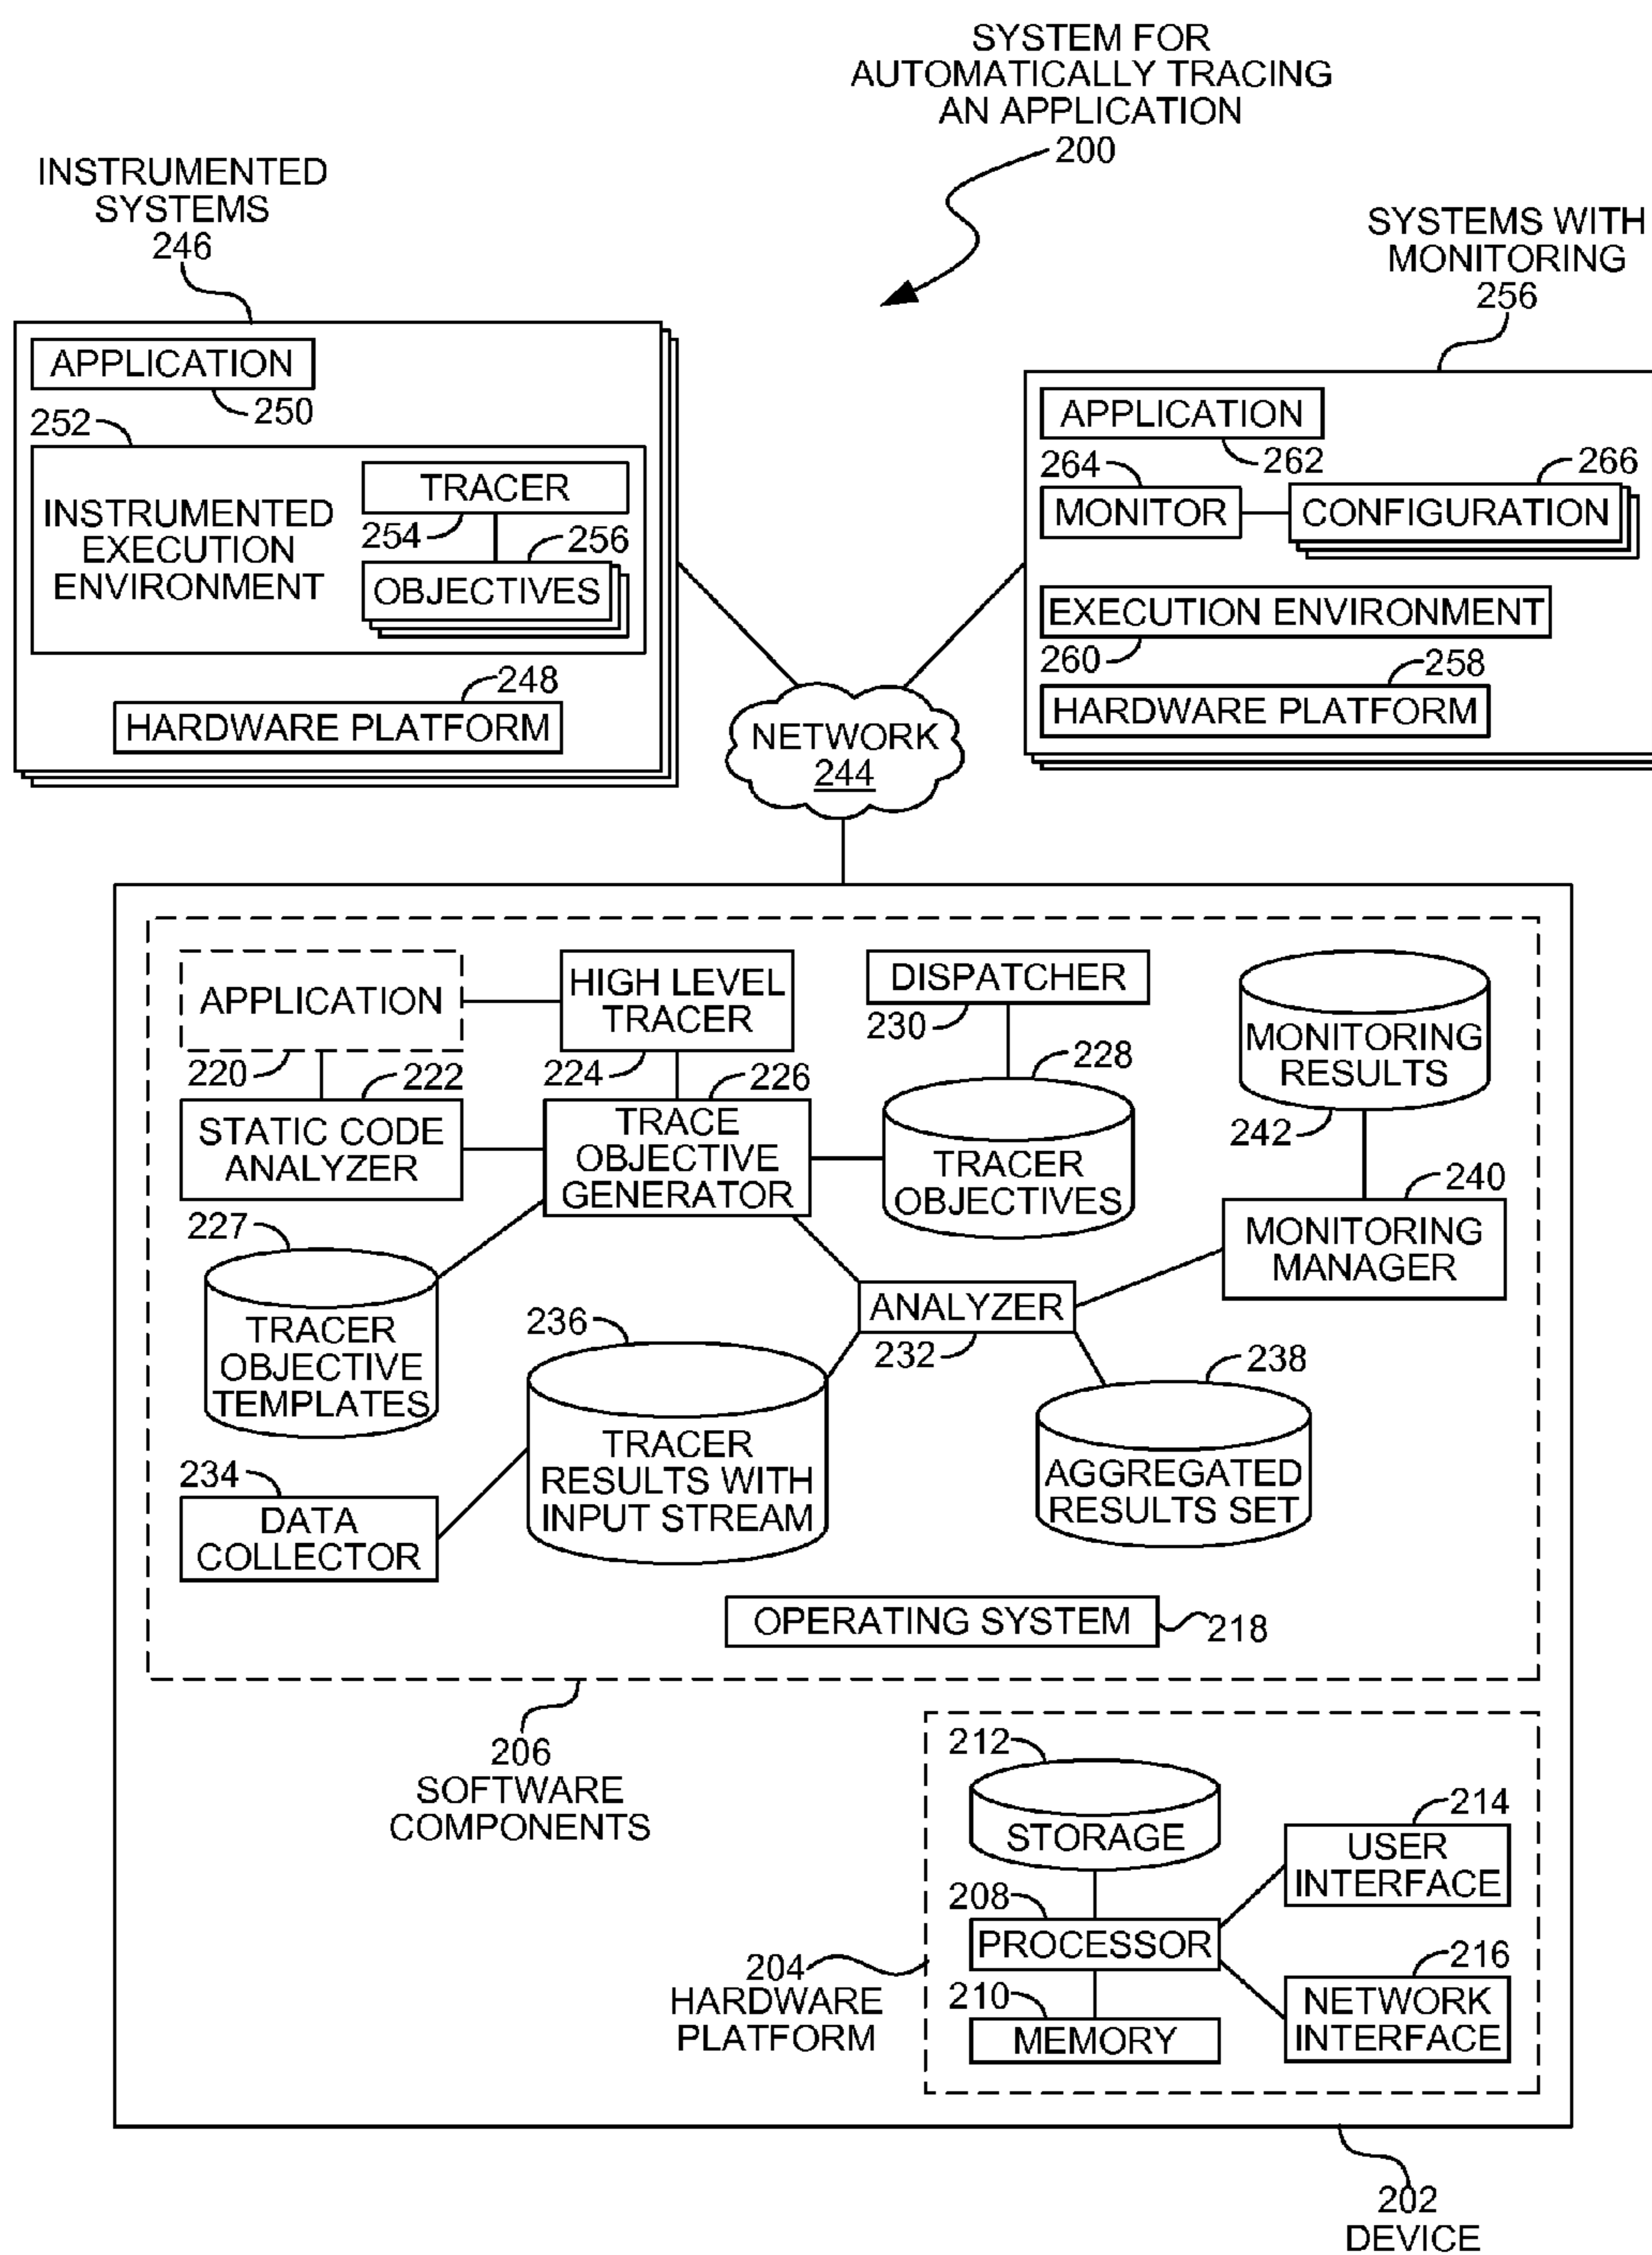 SYSTEM FOR
AUTOMATICALLY TRACING
AN APPLICATION
200
INSTRUMENTED
SYSTEMS
246
SYSTEMS WITH
MONITORING
256
APPLICATION
250
252
INSTRUMENTED
EXECUTION
ENVIRONMENT
TRACER
254
256
OBJECTIVES
248
HARDWARE PLATFORM
APPLICATION
262
264
266
MONITOR
CONFIGURATION
EXECUTION ENVIRONMENT
260
258
HARDWARE PLATFORM
NETWORK
244
APPLICATION
220
HIGH LEVEL
TRACER
224
DISPATCHER
230
MONITORING
RESULTS
242
222
STATIC CODE
ANALYZER
226
TRACE
OBJECTIVE
GENERATOR
228
TRACER
OBJECTIVES
240
MONITORING
MANAGER
227
TRACER
OBJECTIVE
TEMPLATES
ANALYZER
232
236
TRACER
RESULTS WITH
INPUT STREAM
238
AGGREGATED
RESULTS SET
234
DATA
COLLECTOR
OPERATING SYSTEM
218
206
SOFTWARE
COMPONENTS
212
STORAGE
214
USER
INTERFACE
208
PROCESSOR
204
HARDWARE
PLATFORM
210
MEMORY
216
NETWORK
INTERFACE
202
DEVICE